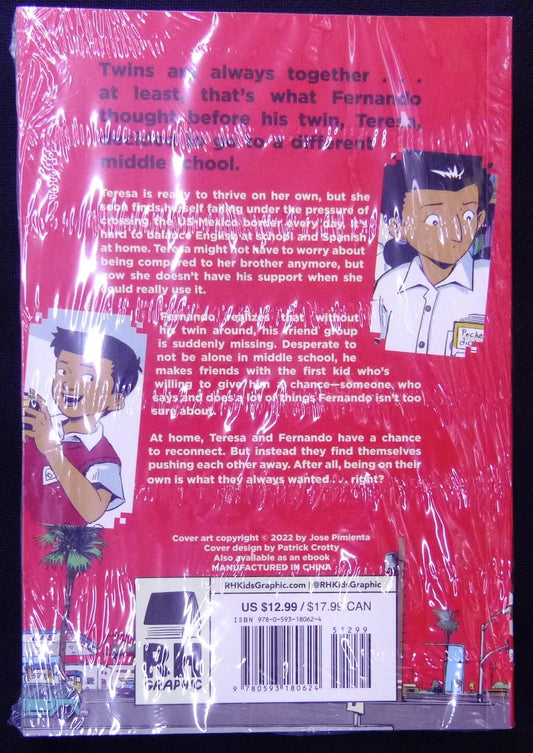 Twins are always together . . .
at least, that's what Fernando
thought before his twin, Teresa,
decided to go to a different
middle school.
Teresa is ready to thrive on her own, but she
soon finds herself falling under the pressure of
crossing the US-Mexico border every day. It's
hard to balance English at school and Spanish
at home. Teresa might not have to worry about
being compared to her brother anymore, but
now she doesn't have his support when she
could really use it.
Fernando realizes that without
his twin around, his friend group
is suddenly missing. Desperate to
not be alone in middle school, he
makes friends with the first kid who's
willing to give him a chance—someone who
says and does a lot of things Fernando isn't too
sure about.
At home, Teresa and Fernando have a chance
to reconnect. But instead they find themselves
pushing each other away. After all, being on their
own is what they always wanted . . . right?
Cover art copyright © 2022 by Jose Pimienta
Cover design by Patrick Crotty
Also available as an ebook
MANUFACTURED IN CHINA
RHKidsGraphic.com | @RHKidsGraphic
US $12.99 / $17.99 CAN
ISBN 978-0-593-18062-4
51299
9 780593 180624
RH
GRAPHIC